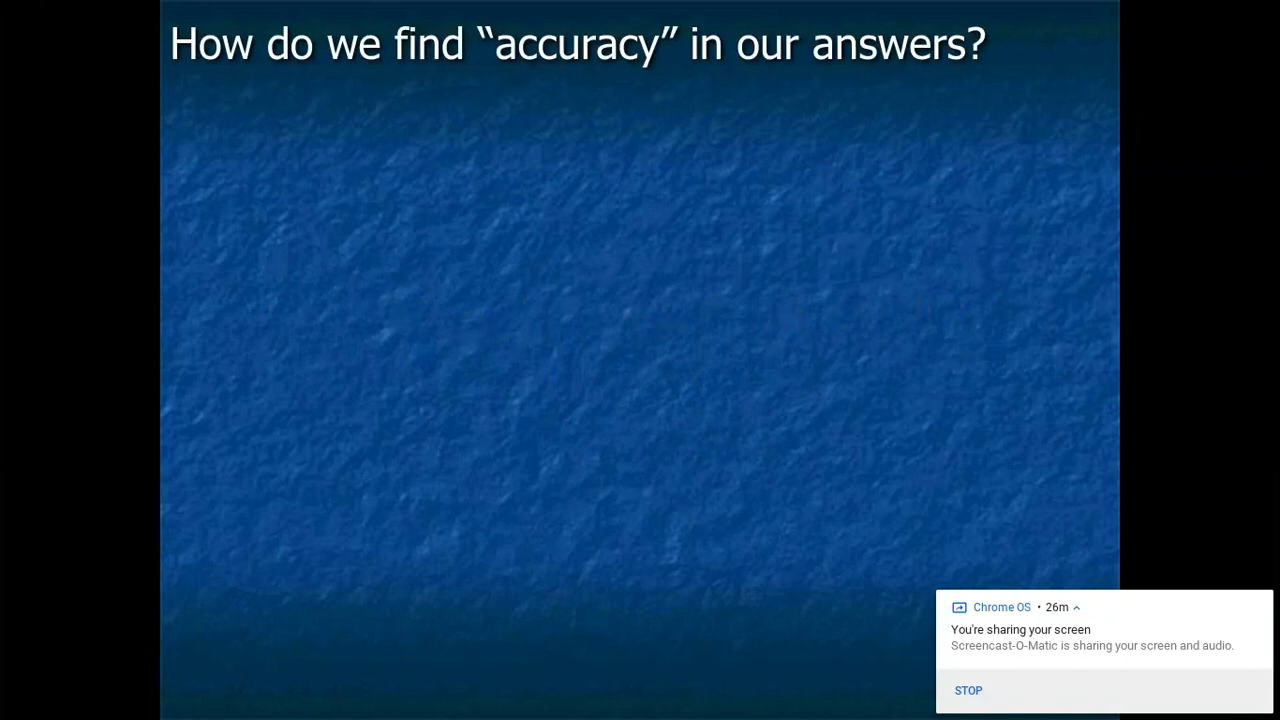 How do we find “accuracy” in our answers?
Chrome OS • 26m
You're sharing your screen
Screencast-O-Matic is sharing your screen and audio.
STOP